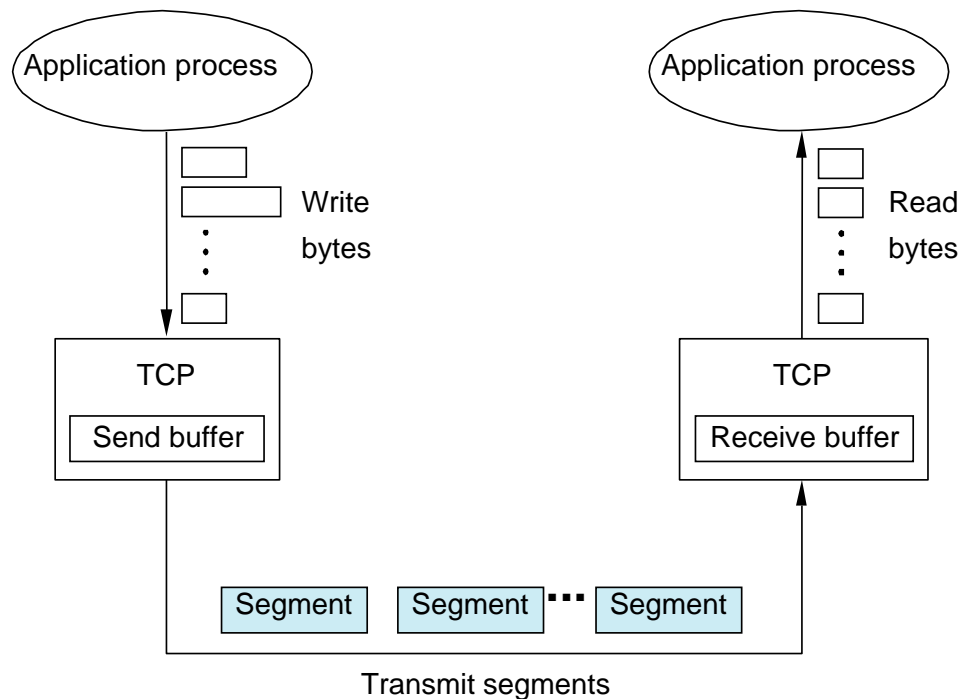 Application process
Application process
Write
bytes
Read
bytes
TCP
Send buffer
TCP
Receive buffer
Segment
Segment
Segment
Transmit segments